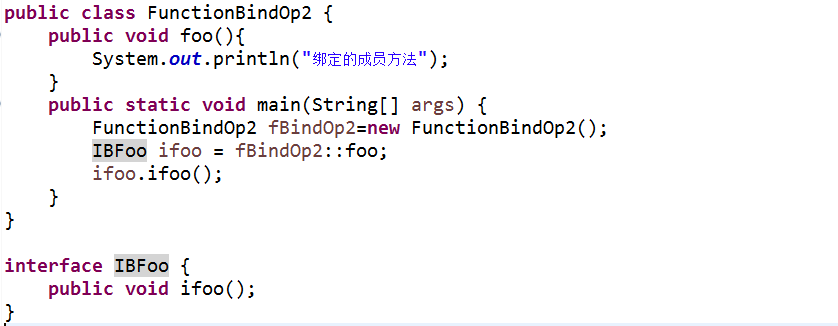 public class FunctionBindOp2 {
    public void foo(){
        System.out.println("绑定的成员方法");
    }
    public static void main(String[] args) {
        FunctionBindOp2 fBindOp2=new FunctionBindOp2();
        IBFoo ifoo = fBindOp2::foo;
        ifoo.ifoo();
    }
}

interface IBFoo {
    public void ifoo();
}